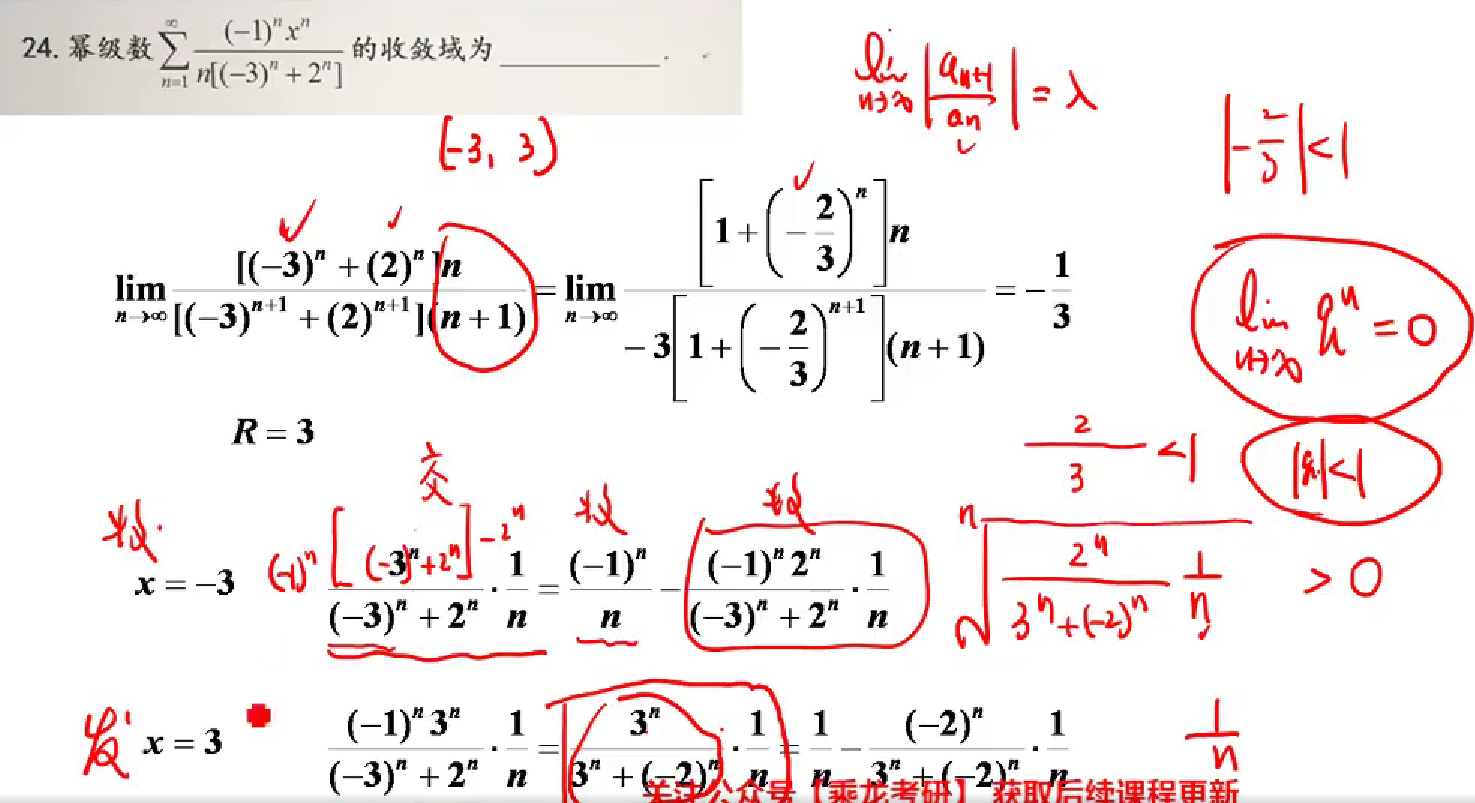 24. 幂级数 $\sum_{n=1}^{\infty} \frac{(-1)^n x^n}{n[(-3)^n + 2^n]}$ 的收敛域为 ________.
$\lim_{n\to\infty} \left|\frac{a_{n+1}}{a_n}\right| = \lambda$
[-3, 3)
$\left|-\frac{2}{3}\right| < 1$
$\lim_{n\to\infty} \frac{[(-3)^n + (2)^n]n}{[(-3)^{n+1} + (2)^{n+1}](n+1)} = \lim_{n\to\infty} \frac{\left[1+\left(-\frac{2}{3}\right)^n\right]n}{-3\left[1+\left(-\frac{2}{3}\right)^{n+1}\right](n+1)} = -\frac{1}{3}$
$\lim_{n\to\infty} q^n = 0$
R = 3
$\frac{2}{3} < 1$
$|q| < 1$
交
收 收 收
$x = -3$ $\frac{(-1)^n [(-3)^n + 2^n] - 2^n}{(-3)^n + 2^n} \cdot \frac{1}{n} = \frac{(-1)^n}{n} - \frac{(-1)^n 2^n}{(-3)^n + 2^n} \cdot \frac{1}{n}$
$\sqrt[n]{\frac{2^n}{3^n + (-2)^n} \frac{1}{n}} > 0$
发 $x = 3$ $\frac{(-1)^n 3^n}{(-3)^n + 2^n} \cdot \frac{1}{n} = \frac{3^n}{3^n + (-2)^n} \cdot \frac{1}{n} = \frac{1}{n} - \frac{(-2)^n}{3^n + (-2)^n} \cdot \frac{1}{n}$
$\frac{1}{n}$
关注公众号【乘龙考研】获取后续课程更新